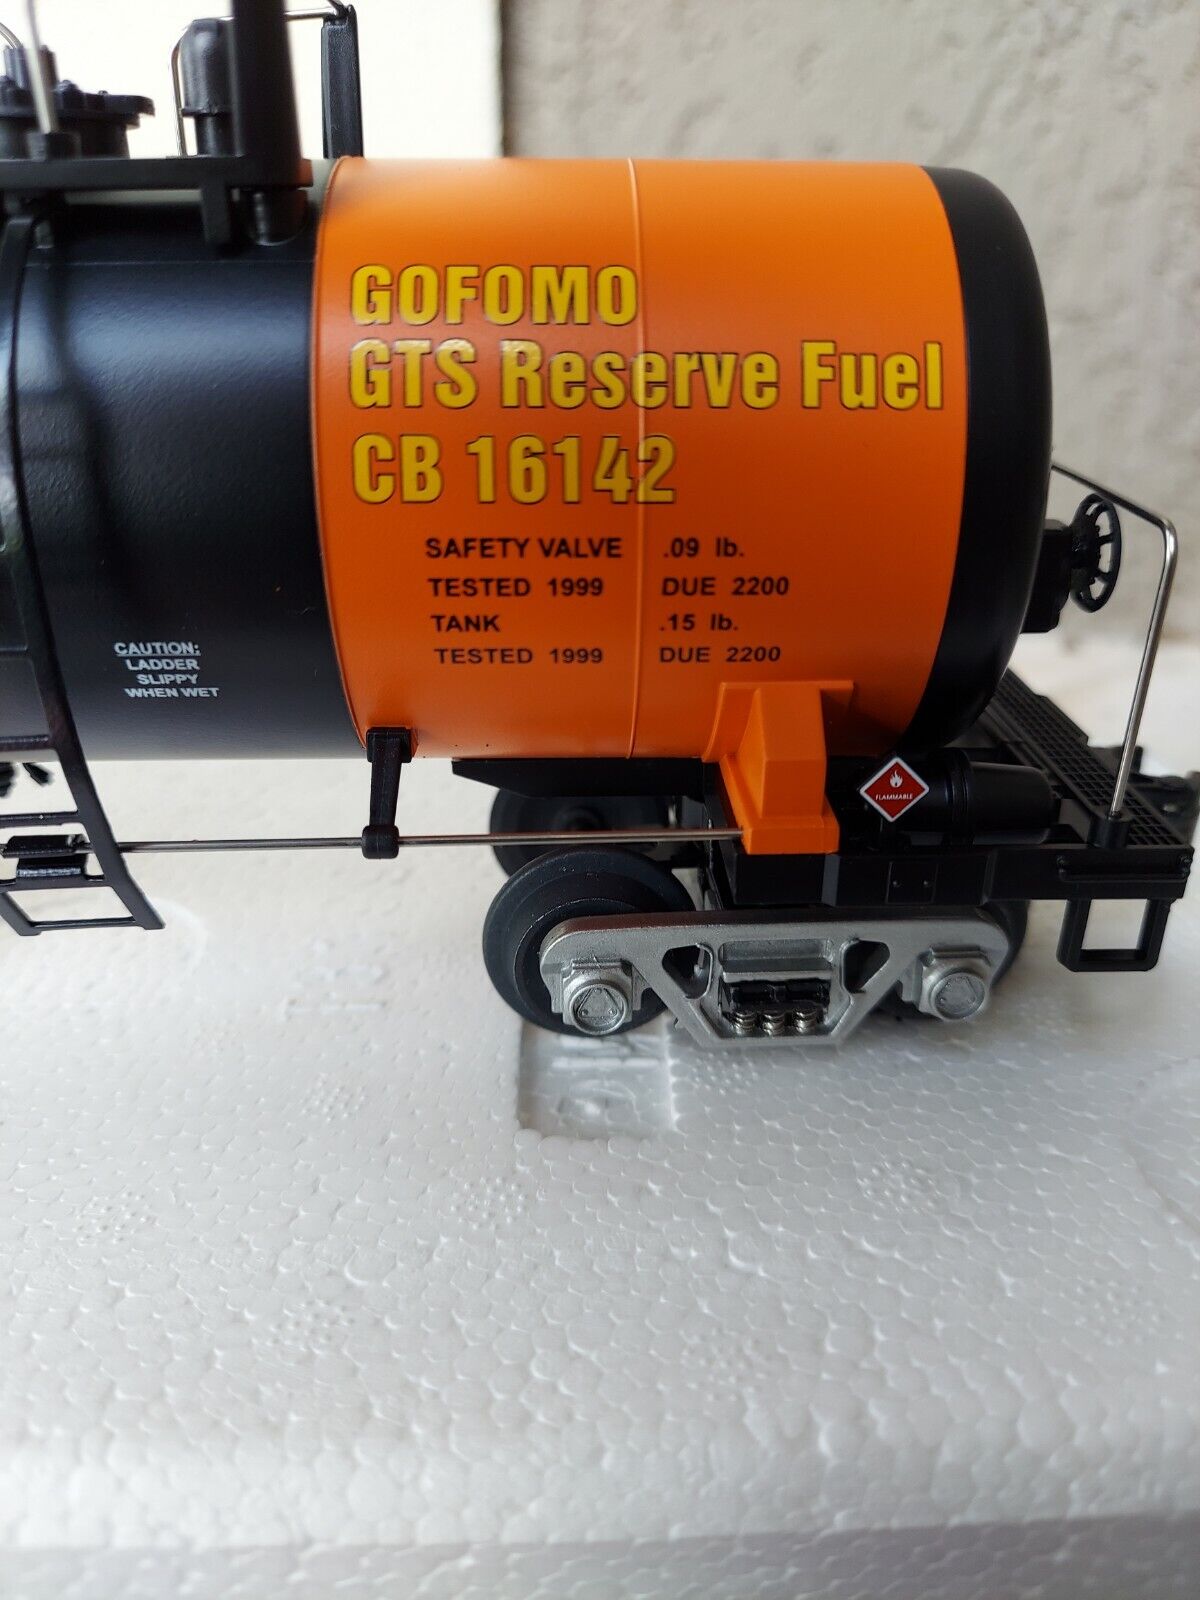 GOFOMO
GTS Reserve Fuel
CB 16142
SAFETY VALVE .09 lb.
TESTED 1999 DUE 2200
TANK .15 lb.
TESTED 1999 DUE 2200
CAUTION:
LADDER
SLIPPY
WHEN WET
FLAMMABLE